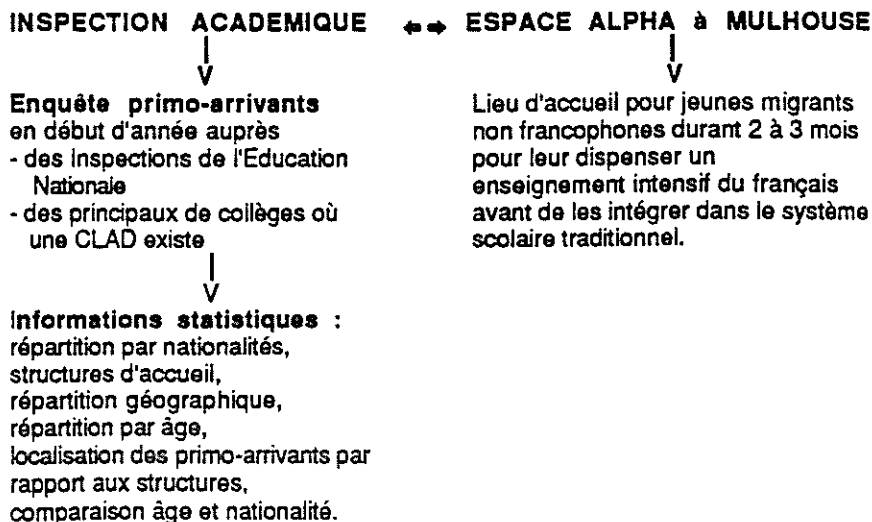 INSPECTION ACADEMIQUE ↔ ESPACE ALPHA à MULHOUSE
Enquête primo-arrivants
en début d'année auprès
- des Inspections de l'Education
Nationale
- des principaux de collèges où
une CLAD existe
Informations statistiques :
répartition par nationalités,
structures d'accueil,
répartition géographique,
répartition par âge,
localisation des primo-arrivants par
rapport aux structures,
comparaison âge et nationalité.
Lieu d'accueil pour jeunes migrants
non francophones durant 2 à 3 mois
pour leur dispenser un
enseignement intensif du français
avant de les intégrer dans le système
scolaire traditionnel.